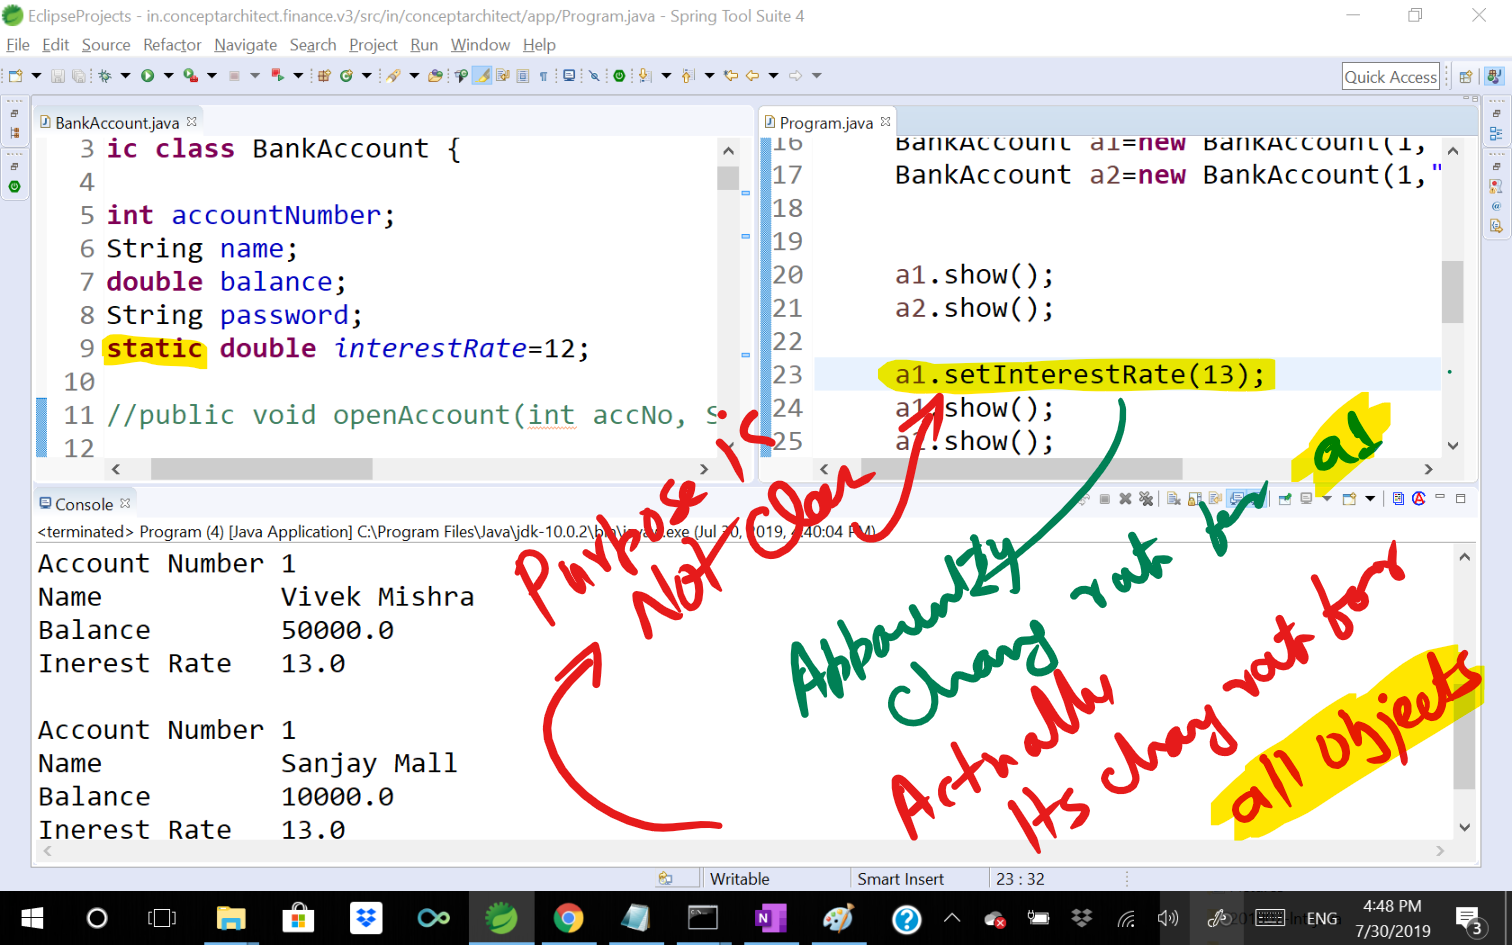 EclipseProjects - in.conceptarchitect.finance.v3/src/in/conceptarchitect/app/Program.java - Spring Tool Suite 4
File Edit Source Refactor Navigate Search Project Run Window Help
Quick Access
BankAccount.java
3 ic class BankAccount {
4
5 int accountNumber;
6 String name;
7 double balance;
8 String password;
9 static double interestRate=12;
10
11 //public void openAccount(int accNo, S
12
Program.java
16 BankAccount a1=new BankAccount(1,
17 BankAccount a2=new BankAccount(1,"
18
19
20 a1.show();
21 a2.show();
22
23 a1.setInterestRate(13);
24 a1.show();
25 a2.show();
Purpose is
Not Clear
Apparently
change rate for a1
Actually
Its chang rate for
all objects
Console
<terminated> Program (4) [Java Application] C:\Program Files\Java\jdk-10.0.2\bin\javaw.exe (Jul 30, 2019, 4:40:04 PM)
Account Number 1
Name Vivek Mishra
Balance 50000.0
Inerest Rate 13.0
Account Number 1
Name Sanjay Mall
Balance 10000.0
Inerest Rate 13.0
Writable Smart Insert 23 : 32
ENG
4:48 PM
7/30/2019
3